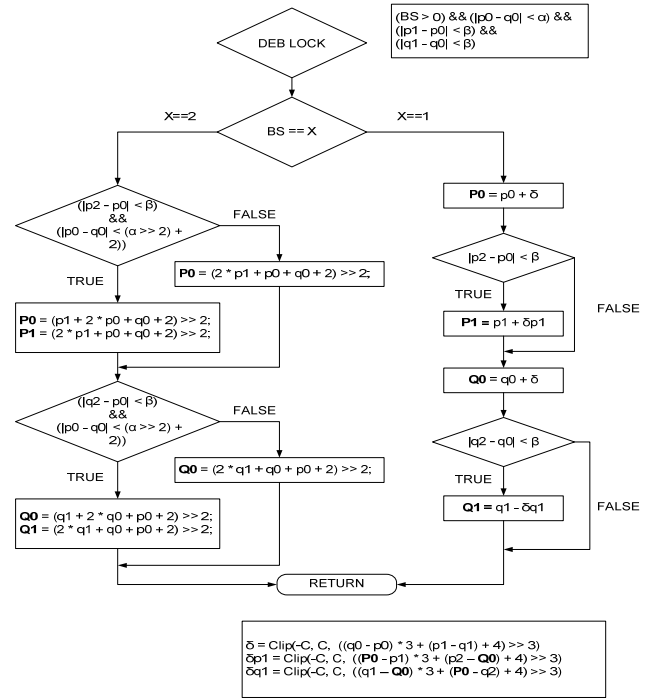 DEB LOCK
(BS > 0) && (|p0 - q0| < α) &&
(|p1 - p0| < β) &&
(|q1 - q0| < β)
BS == X
X==2
X==1
(|p2 - p0| < β)
&&
(|p0 - q0| < (α >> 2) +
2))
FALSE
TRUE
P0 = (2 * p1 + p0 + q0 + 2) >> 2;
P0 = (p1 + 2 * p0 + q0 + 2) >> 2;
P1 = (2 * p1 + p0 + q0 + 2) >> 2;
(|q2 - p0| < β)
&&
(|p0 - q0| < (α >> 2) +
2))
FALSE
TRUE
Q0 = (2 * q1 + q0 + p0 + 2) >> 2;
Q0 = (q1 + 2 * q0 + p0 + 2) >> 2;
Q1 = (2 * q1 + q0 + p0 + 2) >> 2;
P0 = p0 + δ
|p2 - p0| < β
TRUE
FALSE
P1 = p1 + δp1
Q0 = q0 + δ
|q2 - q0| < β
TRUE
FALSE
Q1 = q1 - δq1
RETURN
δ = Clip(-C, C, ((q0 - p0) * 3 + (p1 - q1) + 4) >> 3)
δp1 = Clip(-C, C, ((P0 - p1) * 3 + (p2 – Q0) + 4) >> 3)
δq1 = Clip(-C, C, ((q1 – Q0) * 3 + (P0 - q2) + 4) >> 3)